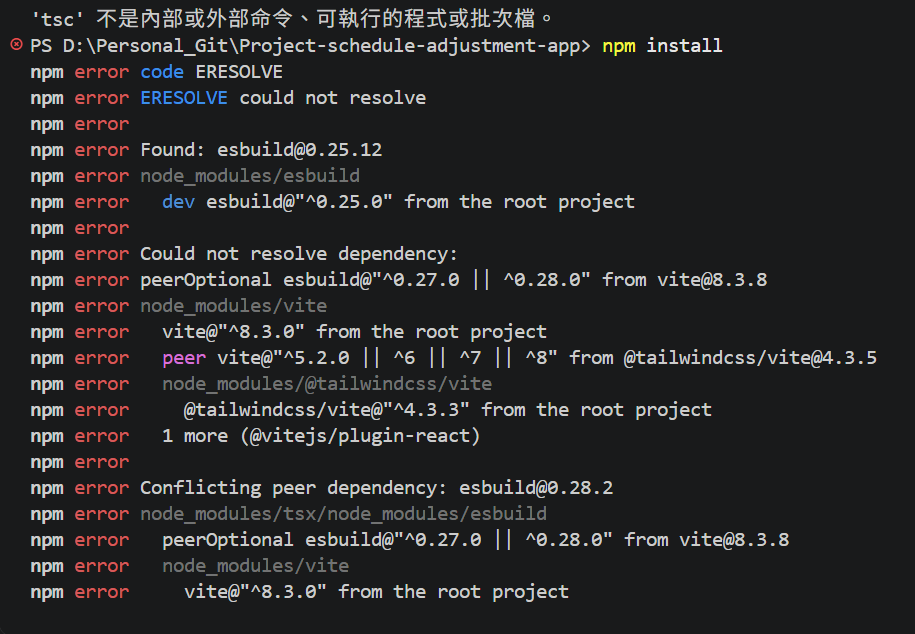 'tsc' 不是內部或外部命令、可執行的程式或批次檔。
PS D:\Personal_Git\Project-schedule-adjustment-app> npm install
npm error code ERESOLVE
npm error ERESOLVE could not resolve
npm error
npm error Found: esbuild@0.25.12
npm error node_modules/esbuild
npm error   dev esbuild@"^0.25.0" from the root project
npm error
npm error Could not resolve dependency:
npm error peerOptional esbuild@"^0.27.0 || ^0.28.0" from vite@8.3.8
npm error node_modules/vite
npm error   vite@"^8.3.0" from the root project
npm error   peer vite@"^5.2.0 || ^6 || ^7 || ^8" from @tailwindcss/vite@4.3.5
npm error   node_modules/@tailwindcss/vite
npm error     @tailwindcss/vite@"^4.3.3" from the root project
npm error   1 more (@vitejs/plugin-react)
npm error
npm error Conflicting peer dependency: esbuild@0.28.2
npm error node_modules/tsx/node_modules/esbuild
npm error   peerOptional esbuild@"^0.27.0 || ^0.28.0" from vite@8.3.8
npm error   node_modules/vite
npm error     vite@"^8.3.0" from the root project